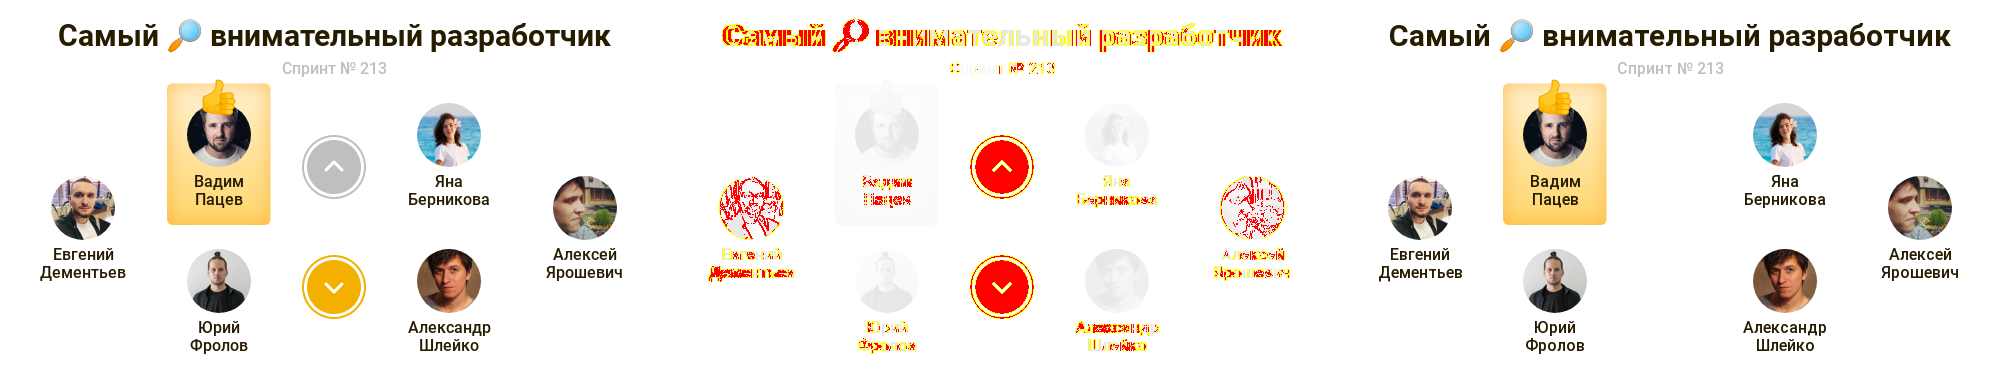 Самый 🔎 внимательный разработчик
Спринт № 213
Вадим
Пацев
Яна
Берникова
Евгений
Дементьев
Алексей
Ярошевич
Юрий
Фролов
Александр
Шлейко
Самый 🔎 внимательный разработчик
Спринт № 213
Вадим
Пацев
Яна
Берникова
Евгений
Дементьев
Алексей
Ярошевич
Юрий
Фролов
Александр
Шлейко
Самый 🔎 внимательный разработчик
Спринт № 213
Вадим
Пацев
Яна
Берникова
Евгений
Дементьев
Алексей
Ярошевич
Юрий
Фролов
Александр
Шлейко